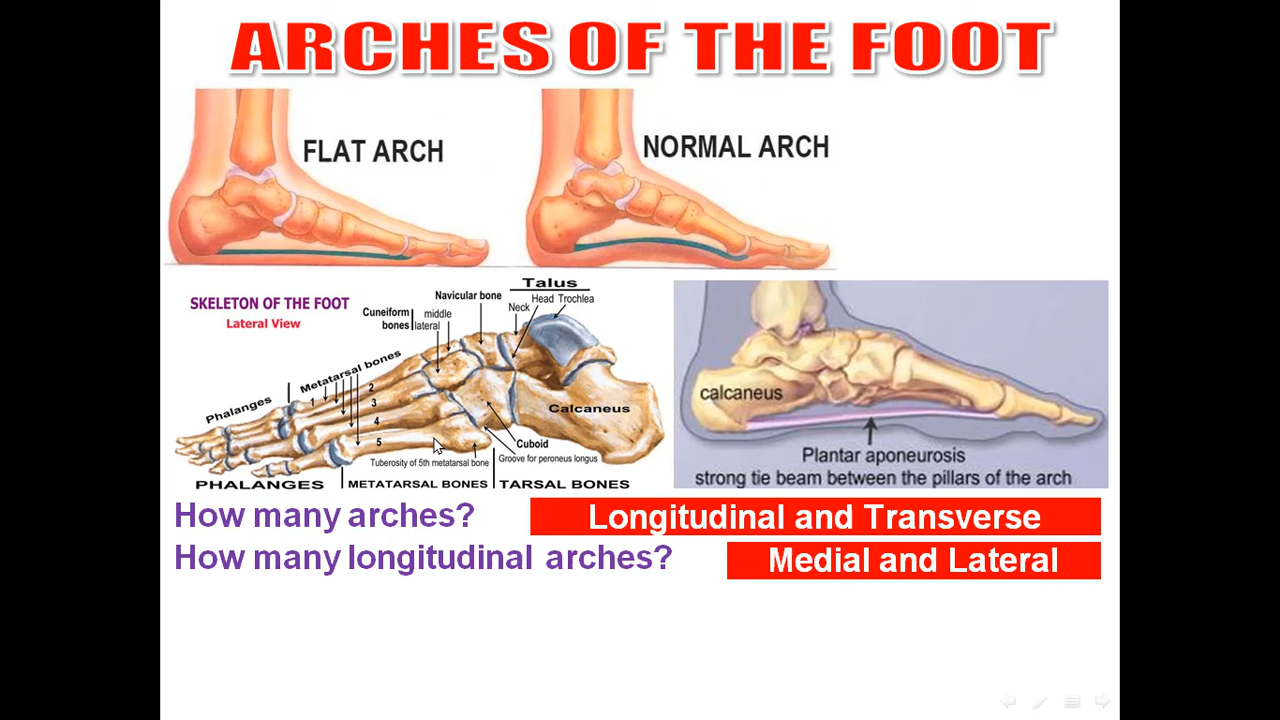 ARCHES OF THE FOOT
FLAT ARCH
NORMAL ARCH
SKELETON OF THE FOOT
Lateral View
Talus
Head Trochlea
Neck
Navicular bone
Cuneiform
bones
middle
lateral
Metatarsal bones
Phalanges
1
2
3
4
5
Calcaneus
Cuboid
Groove for peroneus longus
Tuberosity of 5th metatarsal bone
PHALANGES
METATARSAL BONES
TARSAL BONES
calcaneus
Plantar aponeurosis
strong tie beam between the pillars of the arch
How many arches?
Longitudinal and Transverse
How many longitudinal arches?
Medial and Lateral